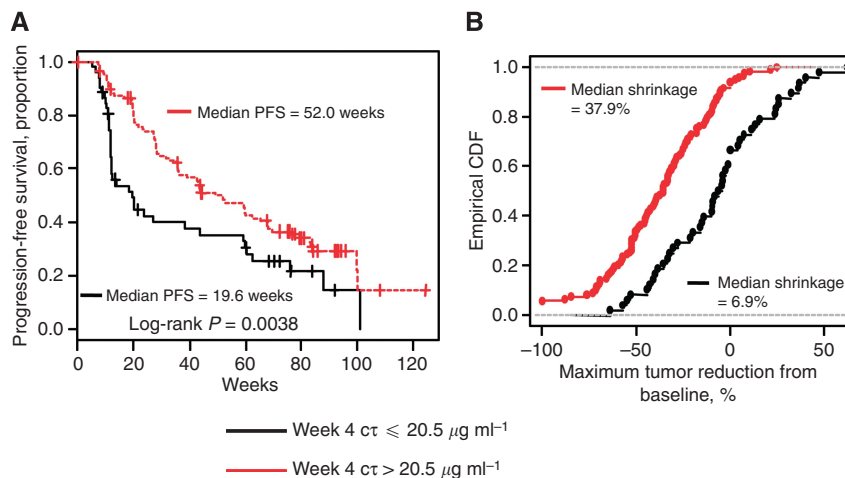 A
Progression-free survival, proportion
1.0
0.8
0.6
0.4
0.2
0.0
Median PFS = 52.0 weeks
Median PFS = 19.6 weeks
Log-rank P = 0.0038
0 20 40 60 80 100 120
Weeks
B
Empirical CDF
1.0
0.8
0.6
0.4
0.2
0.0
Median shrinkage
= 37.9%
Median shrinkage
= 6.9%
−100 −50 0 50
Maximum tumor reduction from
baseline, %
Week 4 cτ ⩽ 20.5 μg ml⁻¹
Week 4 cτ > 20.5 μg ml⁻¹